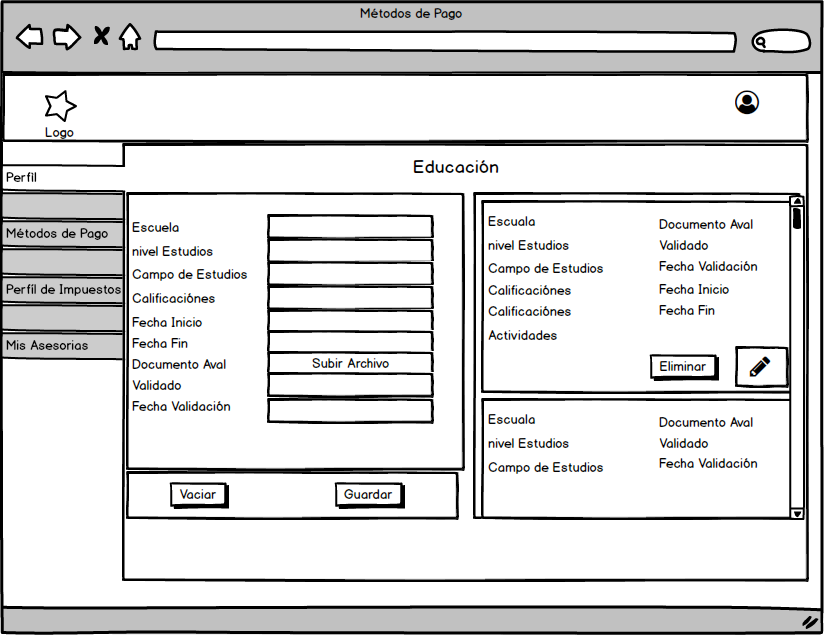 Métodos de Pago
Logo
Perfil
Métodos de Pago
Perfil de Impuestos
Mis Asesorias
Educación
Escuela
nivel Estudios
Campo de Estudios
Calificaciónes
Fecha Inicio
Fecha Fin
Documento Aval Subir Archivo
Validado
Fecha Validación
Vaciar Guardar
Escuala Documento Aval
nivel Estudios Validado
Campo de Estudios Fecha Validación
Calificaciónes Fecha Inicio
Calificaciónes Fecha Fin
Actividades
Eliminar
Escuala Documento Aval
nivel Estudios Validado
Campo de Estudios Fecha Validación